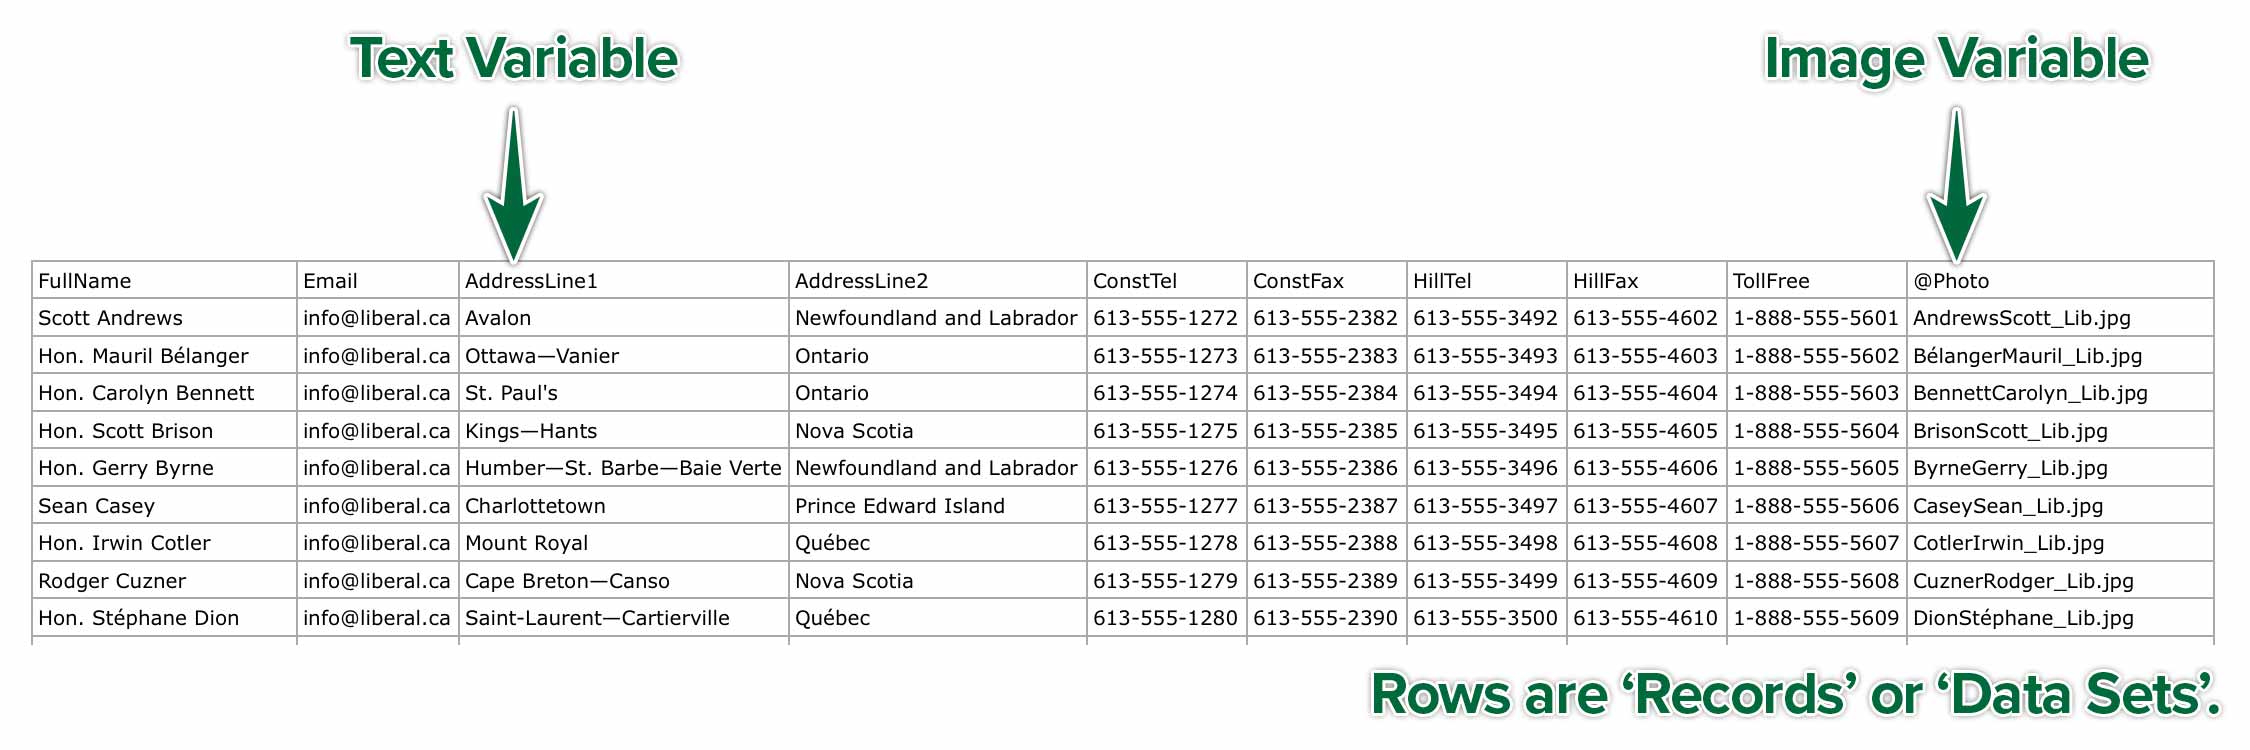 Text Variable Image Variable
FullName Email AddressLine1 AddressLine2 ConstTel ConstFax HillTel HillFax TollFree @Photo
Scott Andrews info@liberal.ca Avalon Newfoundland and Labrador 613-555-1272 613-555-2382 613-555-3492 613-555-4602 1-888-555-5601 AndrewsScott_Lib.jpg
Hon. Mauril Bélanger info@liberal.ca Ottawa—Vanier Ontario 613-555-1273 613-555-2383 613-555-3493 613-555-4603 1-888-555-5602 BélangerMauril_Lib.jpg
Hon. Carolyn Bennett info@liberal.ca St. Paul's Ontario 613-555-1274 613-555-2384 613-555-3494 613-555-4604 1-888-555-5603 BennettCarolyn_Lib.jpg
Hon. Scott Brison info@liberal.ca Kings—Hants Nova Scotia 613-555-1275 613-555-2385 613-555-3495 613-555-4605 1-888-555-5604 BrisonScott_Lib.jpg
Hon. Gerry Byrne info@liberal.ca Humber—St. Barbe—Baie Verte Newfoundland and Labrador 613-555-1276 613-555-2386 613-555-3496 613-555-4606 1-888-555-5605 ByrneGerry_Lib.jpg
Sean Casey info@liberal.ca Charlottetown Prince Edward Island 613-555-1277 613-555-2387 613-555-3497 613-555-4607 1-888-555-5606 CaseySean_Lib.jpg
Hon. Irwin Cotler info@liberal.ca Mount Royal Québec 613-555-1278 613-555-2388 613-555-3498 613-555-4608 1-888-555-5607 CotlerIrwin_Lib.jpg
Rodger Cuzner info@liberal.ca Cape Breton—Canso Nova Scotia 613-555-1279 613-555-2389 613-555-3499 613-555-4609 1-888-555-5608 CuznerRodger_Lib.jpg
Hon. Stéphane Dion info@liberal.ca Saint-Laurent—Cartierville Québec 613-555-1280 613-555-2390 613-555-3500 613-555-4610 1-888-555-5609 DionStéphane_Lib.jpg
Rows are ‘Records’ or ‘Data Sets’.